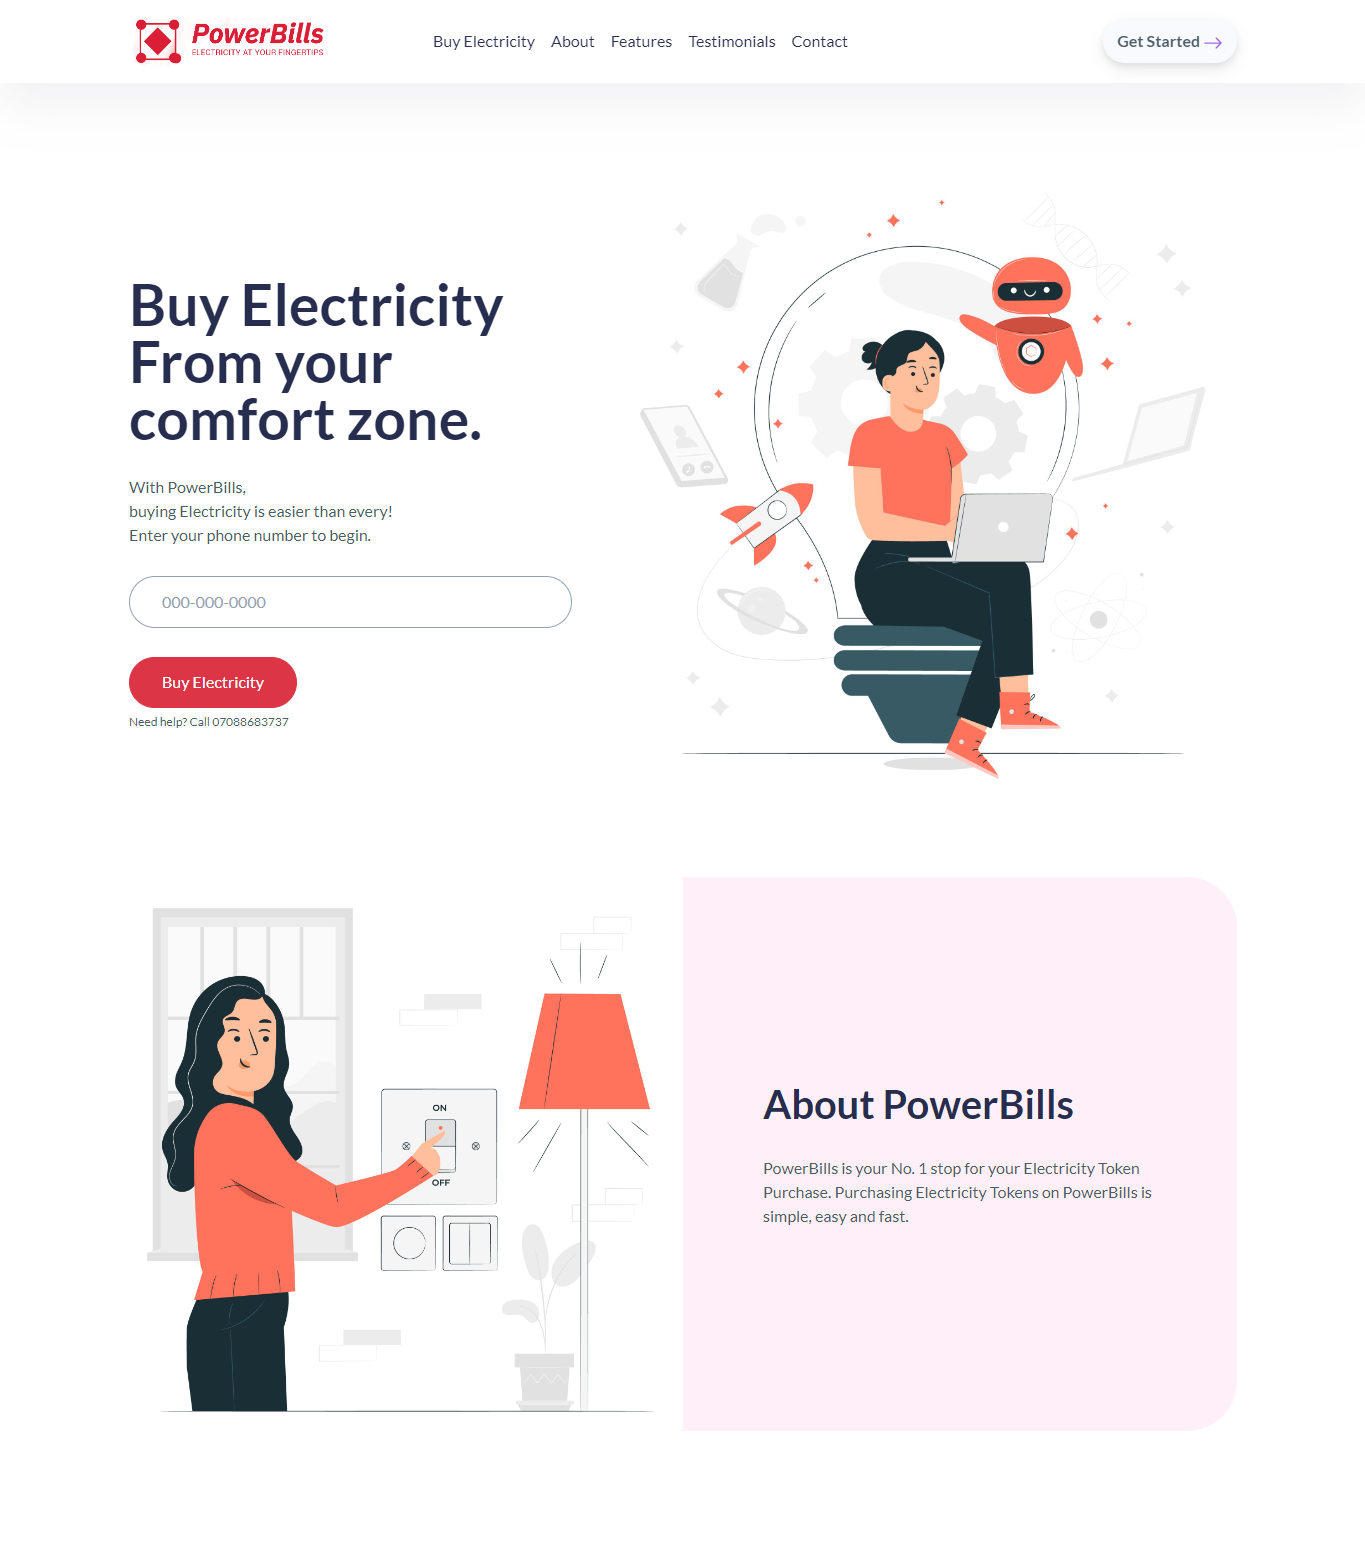 PowerBills
ELECTRICITY AT YOUR FINGERTIPS
Buy Electricity About Features Testimonials Contact
Get Started
Buy Electricity
From your
comfort zone.
With PowerBills,
buying Electricity is easier than every!
Enter your phone number to begin.
000-000-0000
Buy Electricity
Need help? Call 07088683737
ON
OFF
About PowerBills
PowerBills is your No. 1 stop for your Electricity Token
Purchase. Purchasing Electricity Tokens on PowerBills is
simple, easy and fast.